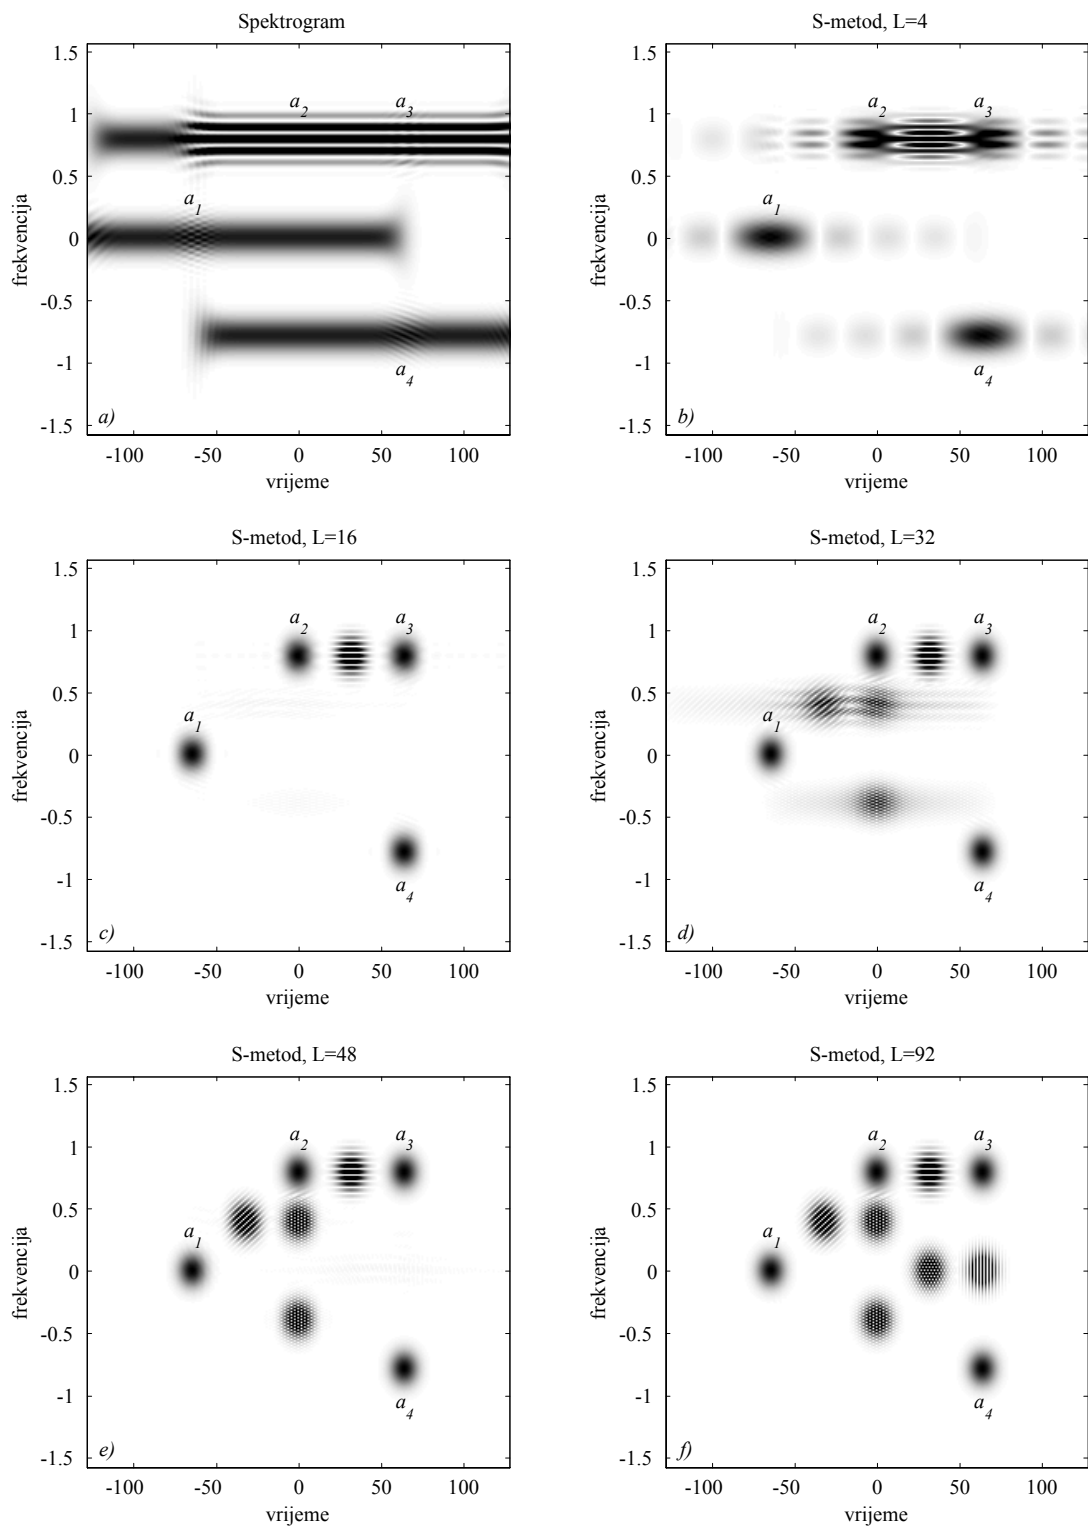 Spektrogram
1.5
1
0.5
0
-0.5
-1
-1.5
frekvencija
a2
a3
a1
a4
a)
-100
-50
0
50
100
vrijeme
S-metod, L=4
1.5
1
0.5
0
-0.5
-1
-1.5
frekvencija
a2
a3
a1
a4
b)
-100
-50
0
50
100
vrijeme
S-metod, L=16
1.5
1
0.5
0
-0.5
-1
-1.5
frekvencija
a2
a3
a1
a4
c)
-100
-50
0
50
100
vrijeme
S-metod, L=32
1.5
1
0.5
0
-0.5
-1
-1.5
frekvencija
a2
a3
a1
a4
d)
-100
-50
0
50
100
vrijeme
S-metod, L=48
1.5
1
0.5
0
-0.5
-1
-1.5
frekvencija
a2
a3
a1
a4
e)
-100
-50
0
50
100
vrijeme
S-metod, L=92
1.5
1
0.5
0
-0.5
-1
-1.5
frekvencija
a2
a3
a1
a4
f)
-100
-50
0
50
100
vrijeme